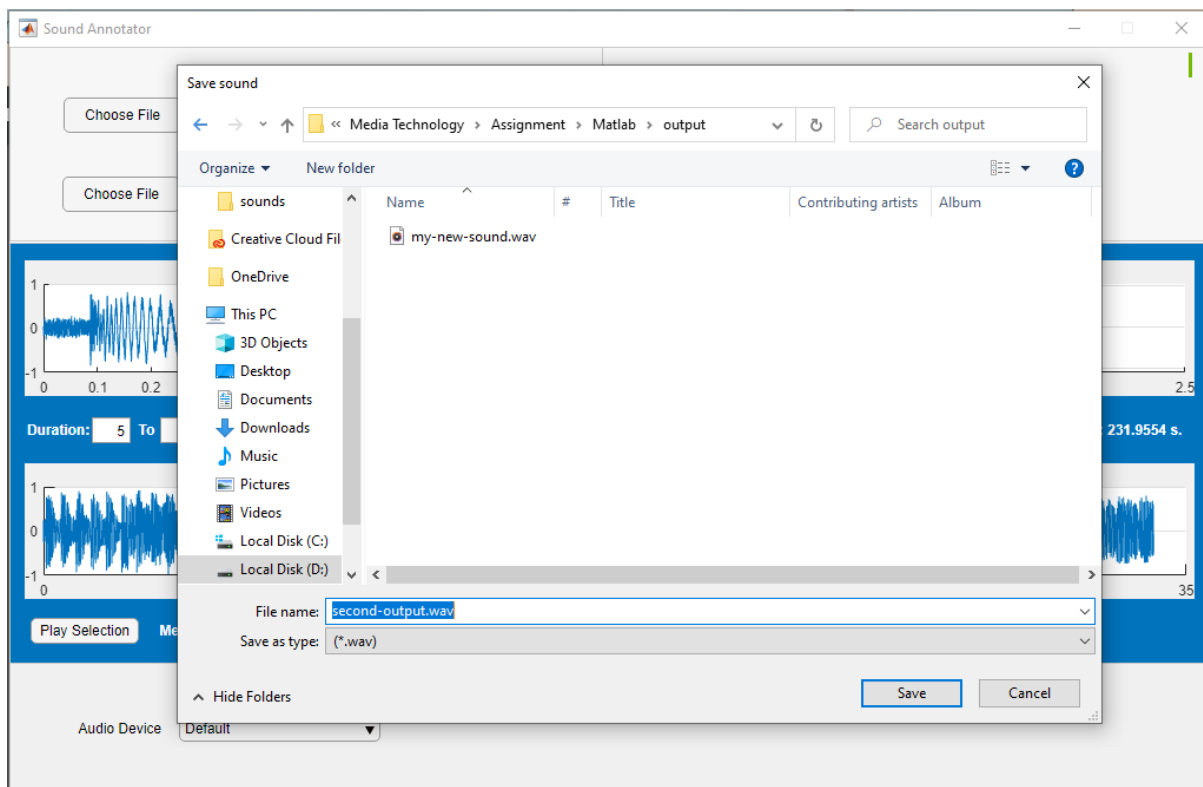 Sound Annotator
Save sound
Choose File
« Media Technology › Assignment › Matlab › output
Search output
Organize
New folder
?
Choose File
sounds
Creative Cloud Fil
OneDrive
This PC
3D Objects
Desktop
Documents
Downloads
Music
Pictures
Videos
Local Disk (C:)
Local Disk (D:)
Name # Title Contributing artists Album
my-new-sound.wav
1
0
-1
0 0.1 0.2
2.5
Duration: 5 To
231.9554 s.
1
0
-1
0
35
File name: second-output.wav
Play Selection Me
Save as type: (*.wav)
Hide Folders
Save
Cancel
Audio Device Default